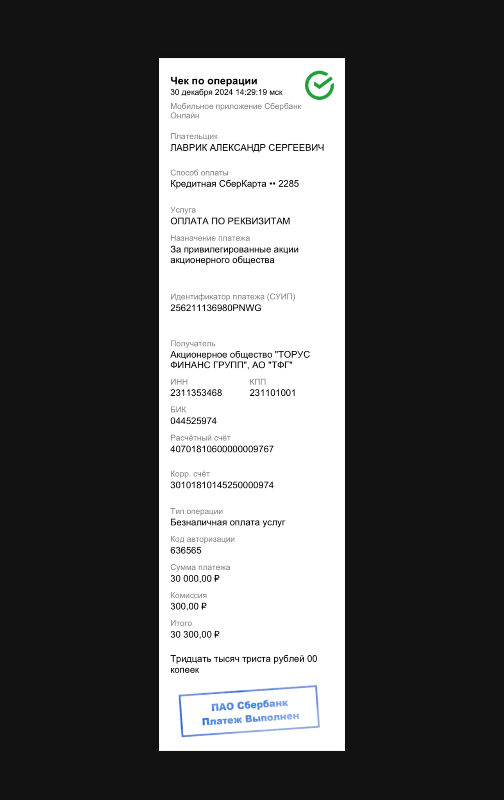 Чек по операции
30 декабря 2024 14:29:19 мск
Мобильное приложение Сбербанк
Онлайн
Плательщик
ЛАВРИК АЛЕКСАНДР СЕРГЕЕВИЧ
Способ оплаты
Кредитная СберКарта •• 2285
Услуга
ОПЛАТА ПО РЕКВИЗИТАМ
Назначение платежа
За привилегированные акции
акционерного общества
Идентификатор платежа (СУИП)
256211136980PNWG
Получатель
Акционерное общество "ТОРУС
ФИНАНС ГРУПП", АО "ТФГ"
ИНН КПП
2311353468 231101001
БИК
044525974
Расчётный счёт
40701810600000009767
Корр. счёт
30101810145250000974
Тип операции
Безналичная оплата услуг
Код авторизации
636565
Сумма платежа
30 000,00 ₽
Комиссия
300,00 ₽
Итого
30 300,00 ₽
Тридцать тысяч триста рублей 00
копеек
ПАО Сбербанк
Платеж Выполнен